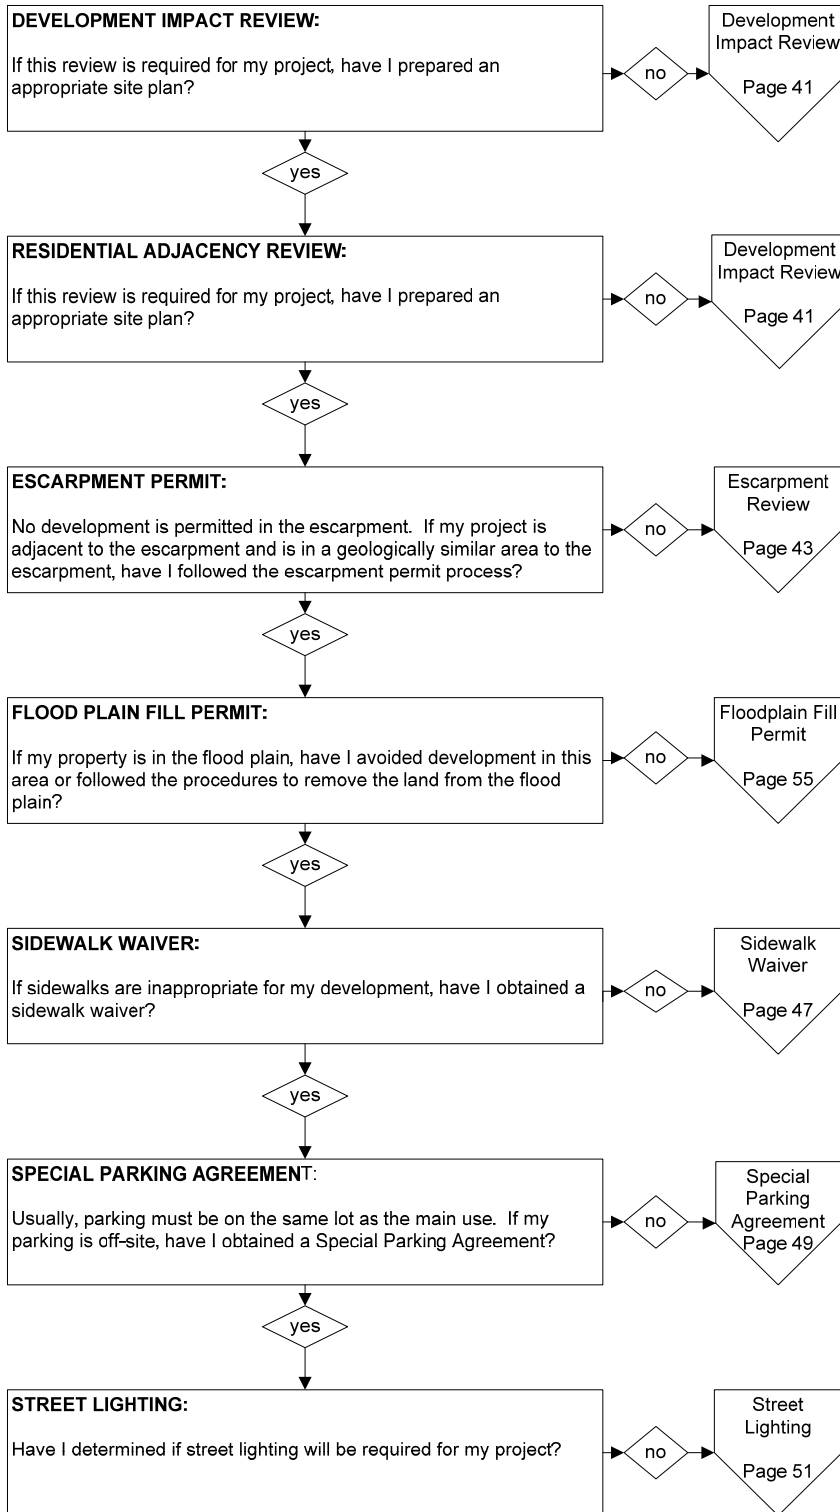 DEVELOPMENT IMPACT REVIEW:
If this review is required for my project, have I prepared an
appropriate site plan?
no
Development
Impact Review
Page 41
yes
RESIDENTIAL ADJACENCY REVIEW:
If this review is required for my project, have I prepared an
appropriate site plan?
no
Development
Impact Review
Page 41
yes
ESCARPMENT PERMIT:
No development is permitted in the escarpment.  If my project is
adjacent to the escarpment and is in a geologically similar area to the
escarpment, have I followed the escarpment permit process?
no
Escarpment
Review
Page 43
yes
FLOOD PLAIN FILL PERMIT:
If my property is in the flood plain, have I avoided development in this
area or followed the procedures to remove the land from the flood
plain?
no
Floodplain Fill
Permit
Page 55
yes
SIDEWALK WAIVER:
If sidewalks are inappropriate for my development, have I obtained a
sidewalk waiver?
no
Sidewalk
Waiver
Page 47
yes
SPECIAL PARKING AGREEMENT:
Usually, parking must be on the same lot as the main use.  If my
parking is off-site, have I obtained a Special Parking Agreement?
no
Special
Parking
Agreement
Page 49
yes
STREET LIGHTING:
Have I determined if street lighting will be required for my project?
no
Street
Lighting
Page 51